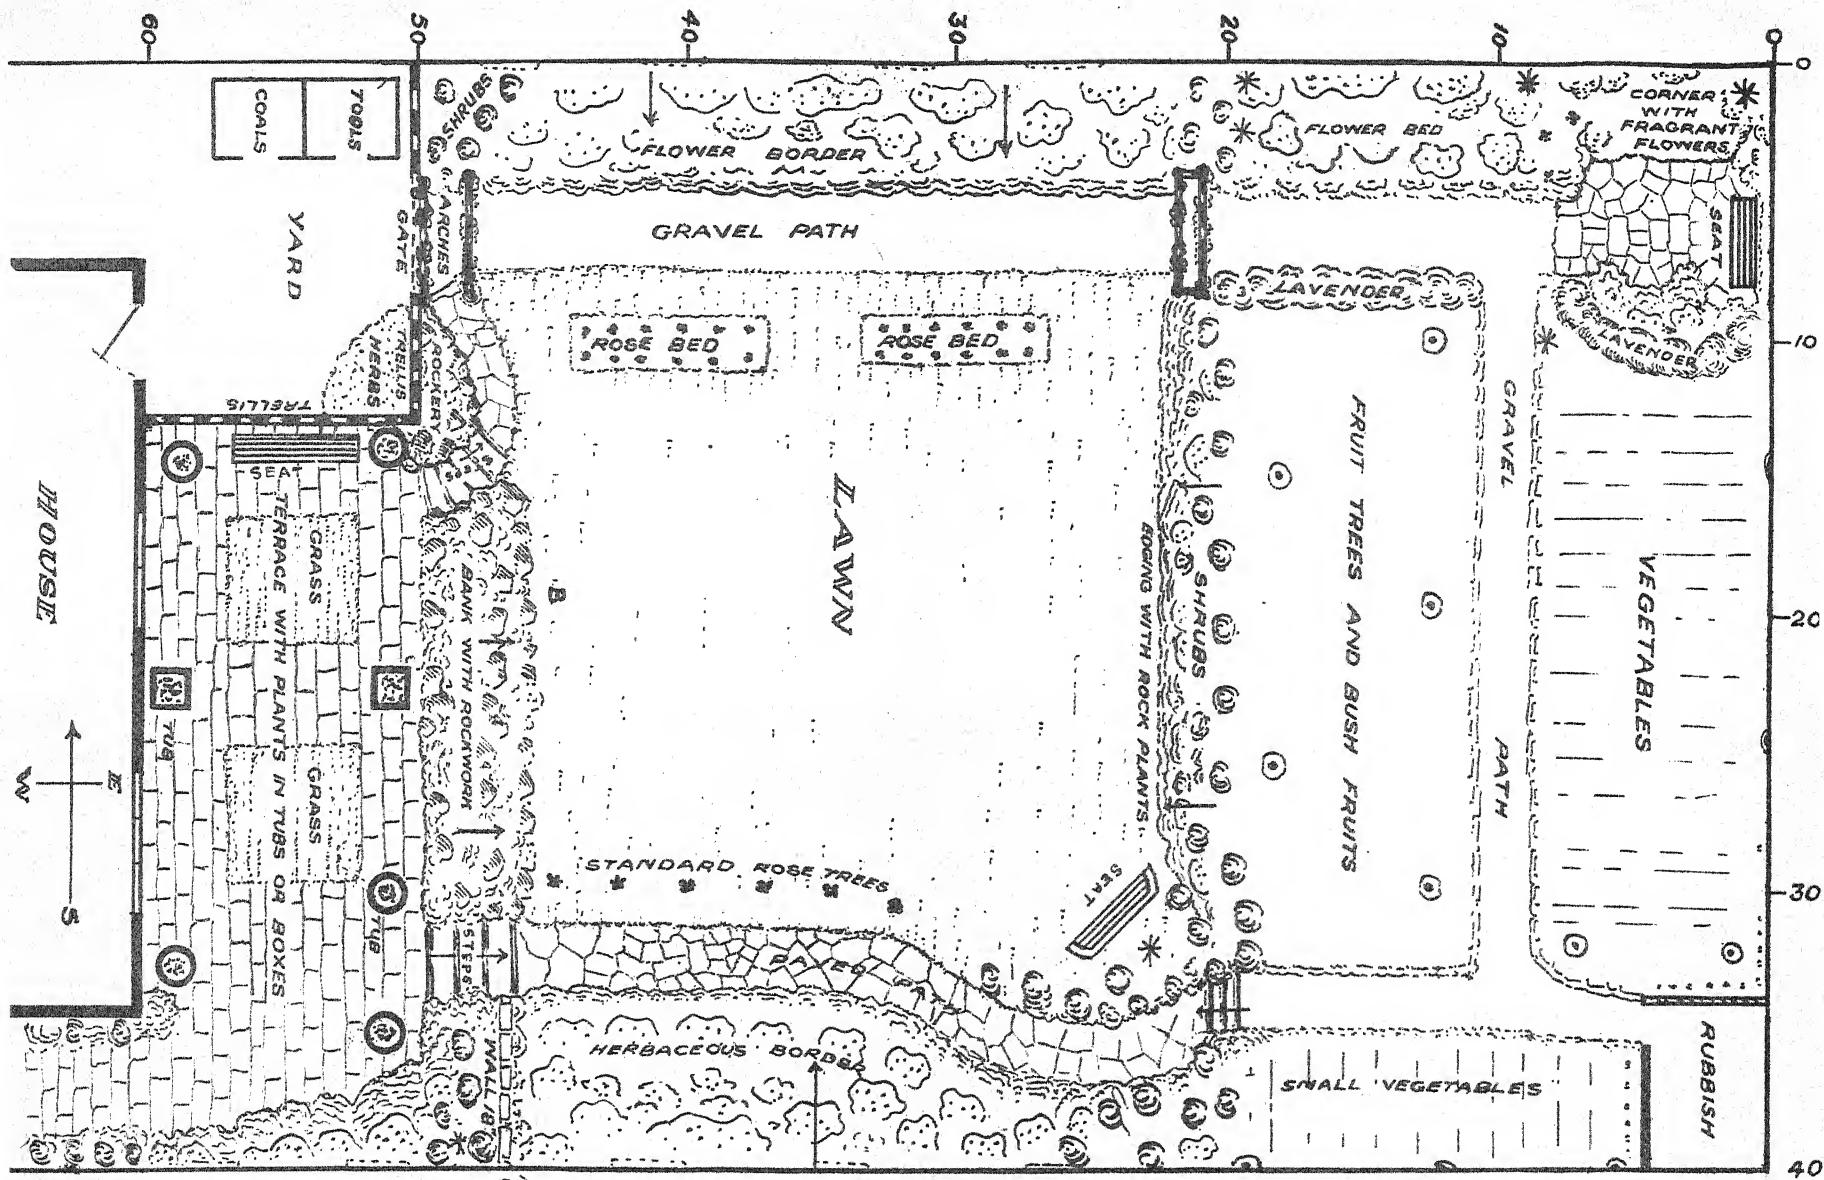 60
50
40
30
20
10
0
0
10
20
30
40
COALS
TOOLS
SHRUBS
FLOWER BORDER
FLOWER BED
CORNER
WITH
FRAGRANT
FLOWERS
YARD
GATE
ARCHES
GRAVEL PATH
SEAT
LAVENDER
LAVENDER
TRELLIS
HERBS
TRELLIS
ROCKERY
STEPS
ROSE BED
ROSE BED
HOUSE
SEAT
GRASS
GRASS
TERRACE WITH PLANTS IN TUBS OR BOXES
TUB
TUB
BANK WITH ROCKWORK
B
LAWN
EDGING WITH ROCK PLANTS
SHRUBS
FRUIT TREES AND BUSH FRUITS
GRAVEL PATH
VEGETABLES
STANDARD ROSE TREES
SEAT
STEPS
PAVED PATH
WALL 18"
HERBACEOUS BORDER
SMALL VEGETABLES
RUBBISH
E
W
S